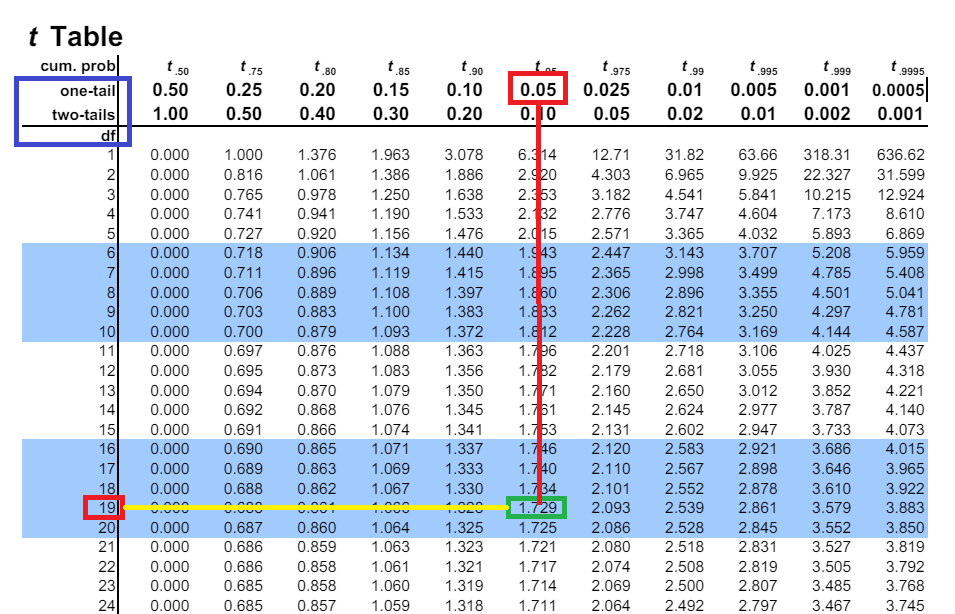 t Table
cum. prob t .50 t .75 t .80 t .85 t .90 t .95 t .975 t .99 t .995 t .999 t .9995
one-tail 0.50 0.25 0.20 0.15 0.10 0.05 0.025 0.01 0.005 0.001 0.0005
two-tails 1.00 0.50 0.40 0.30 0.20 0.10 0.05 0.02 0.01 0.002 0.001
df
1 0.000 1.000 1.376 1.963 3.078 6.314 12.71 31.82 63.66 318.31 636.62
2 0.000 0.816 1.061 1.386 1.886 2.920 4.303 6.965 9.925 22.327 31.599
3 0.000 0.765 0.978 1.250 1.638 2.353 3.182 4.541 5.841 10.215 12.924
4 0.000 0.741 0.941 1.190 1.533 2.132 2.776 3.747 4.604 7.173 8.610
5 0.000 0.727 0.920 1.156 1.476 2.015 2.571 3.365 4.032 5.893 6.869
6 0.000 0.718 0.906 1.134 1.440 1.943 2.447 3.143 3.707 5.208 5.959
7 0.000 0.711 0.896 1.119 1.415 1.895 2.365 2.998 3.499 4.785 5.408
8 0.000 0.706 0.889 1.108 1.397 1.860 2.306 2.896 3.355 4.501 5.041
9 0.000 0.703 0.883 1.100 1.383 1.833 2.262 2.821 3.250 4.297 4.781
10 0.000 0.700 0.879 1.093 1.372 1.812 2.228 2.764 3.169 4.144 4.587
11 0.000 0.697 0.876 1.088 1.363 1.796 2.201 2.718 3.106 4.025 4.437
12 0.000 0.695 0.873 1.083 1.356 1.782 2.179 2.681 3.055 3.930 4.318
13 0.000 0.694 0.870 1.079 1.350 1.771 2.160 2.650 3.012 3.852 4.221
14 0.000 0.692 0.868 1.076 1.345 1.761 2.145 2.624 2.977 3.787 4.140
15 0.000 0.691 0.866 1.074 1.341 1.753 2.131 2.602 2.947 3.733 4.073
16 0.000 0.690 0.865 1.071 1.337 1.746 2.120 2.583 2.921 3.686 4.015
17 0.000 0.689 0.863 1.069 1.333 1.740 2.110 2.567 2.898 3.646 3.965
18 0.000 0.688 0.862 1.067 1.330 1.734 2.101 2.552 2.878 3.610 3.922
19 1.729 2.093 2.539 2.861 3.579 3.883
20 0.000 0.687 0.860 1.064 1.325 1.725 2.086 2.528 2.845 3.552 3.850
21 0.000 0.686 0.859 1.063 1.323 1.721 2.080 2.518 2.831 3.527 3.819
22 0.000 0.686 0.858 1.061 1.321 1.717 2.074 2.508 2.819 3.505 3.792
23 0.000 0.685 0.858 1.060 1.319 1.714 2.069 2.500 2.807 3.485 3.768
24 0.000 0.685 0.857 1.059 1.318 1.711 2.064 2.492 2.797 3.467 3.745